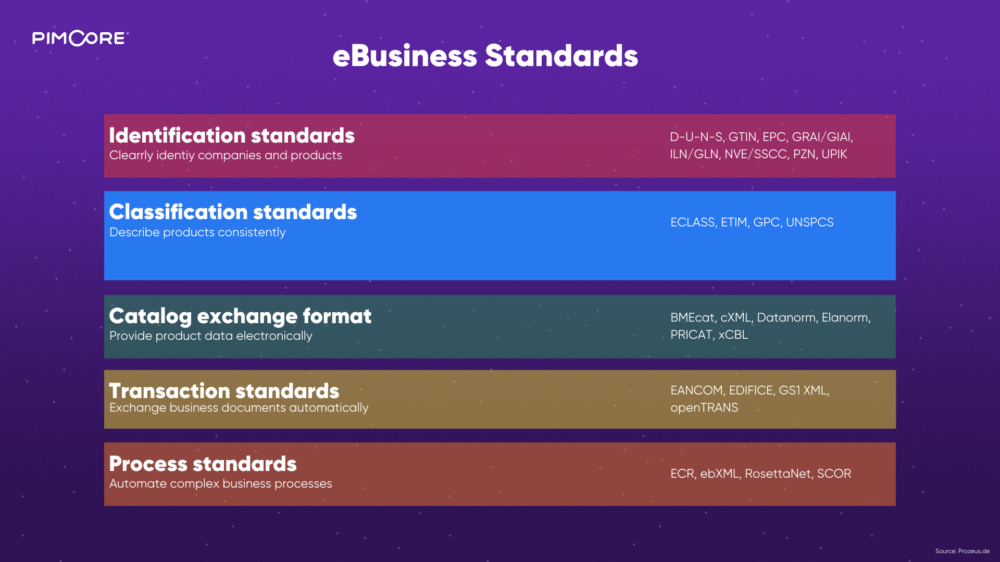 PIMCORE®
eBusiness Standards
Identification standards
Clearrly identiy companies and products
D-U-N-S, GTIN, EPC, GRAI/GIAI,
ILN/GLN, NVE/SSCC, PZN, UPIK
Classification standards
Describe products consistently
ECLASS, ETIM, GPC, UNSPCS
Catalog exchange format
Provide product data electronically
BMEcat, cXML, Datanorm, Elanorm,
PRICAT, xCBL
Transaction standards
Exchange business documents automatically
EANCOM, EDIFICE, GS1 XML,
openTRANS
Process standards
Automate complex business processes
ECR, ebXML, RosettaNet, SCOR
Source: Prozeus.de